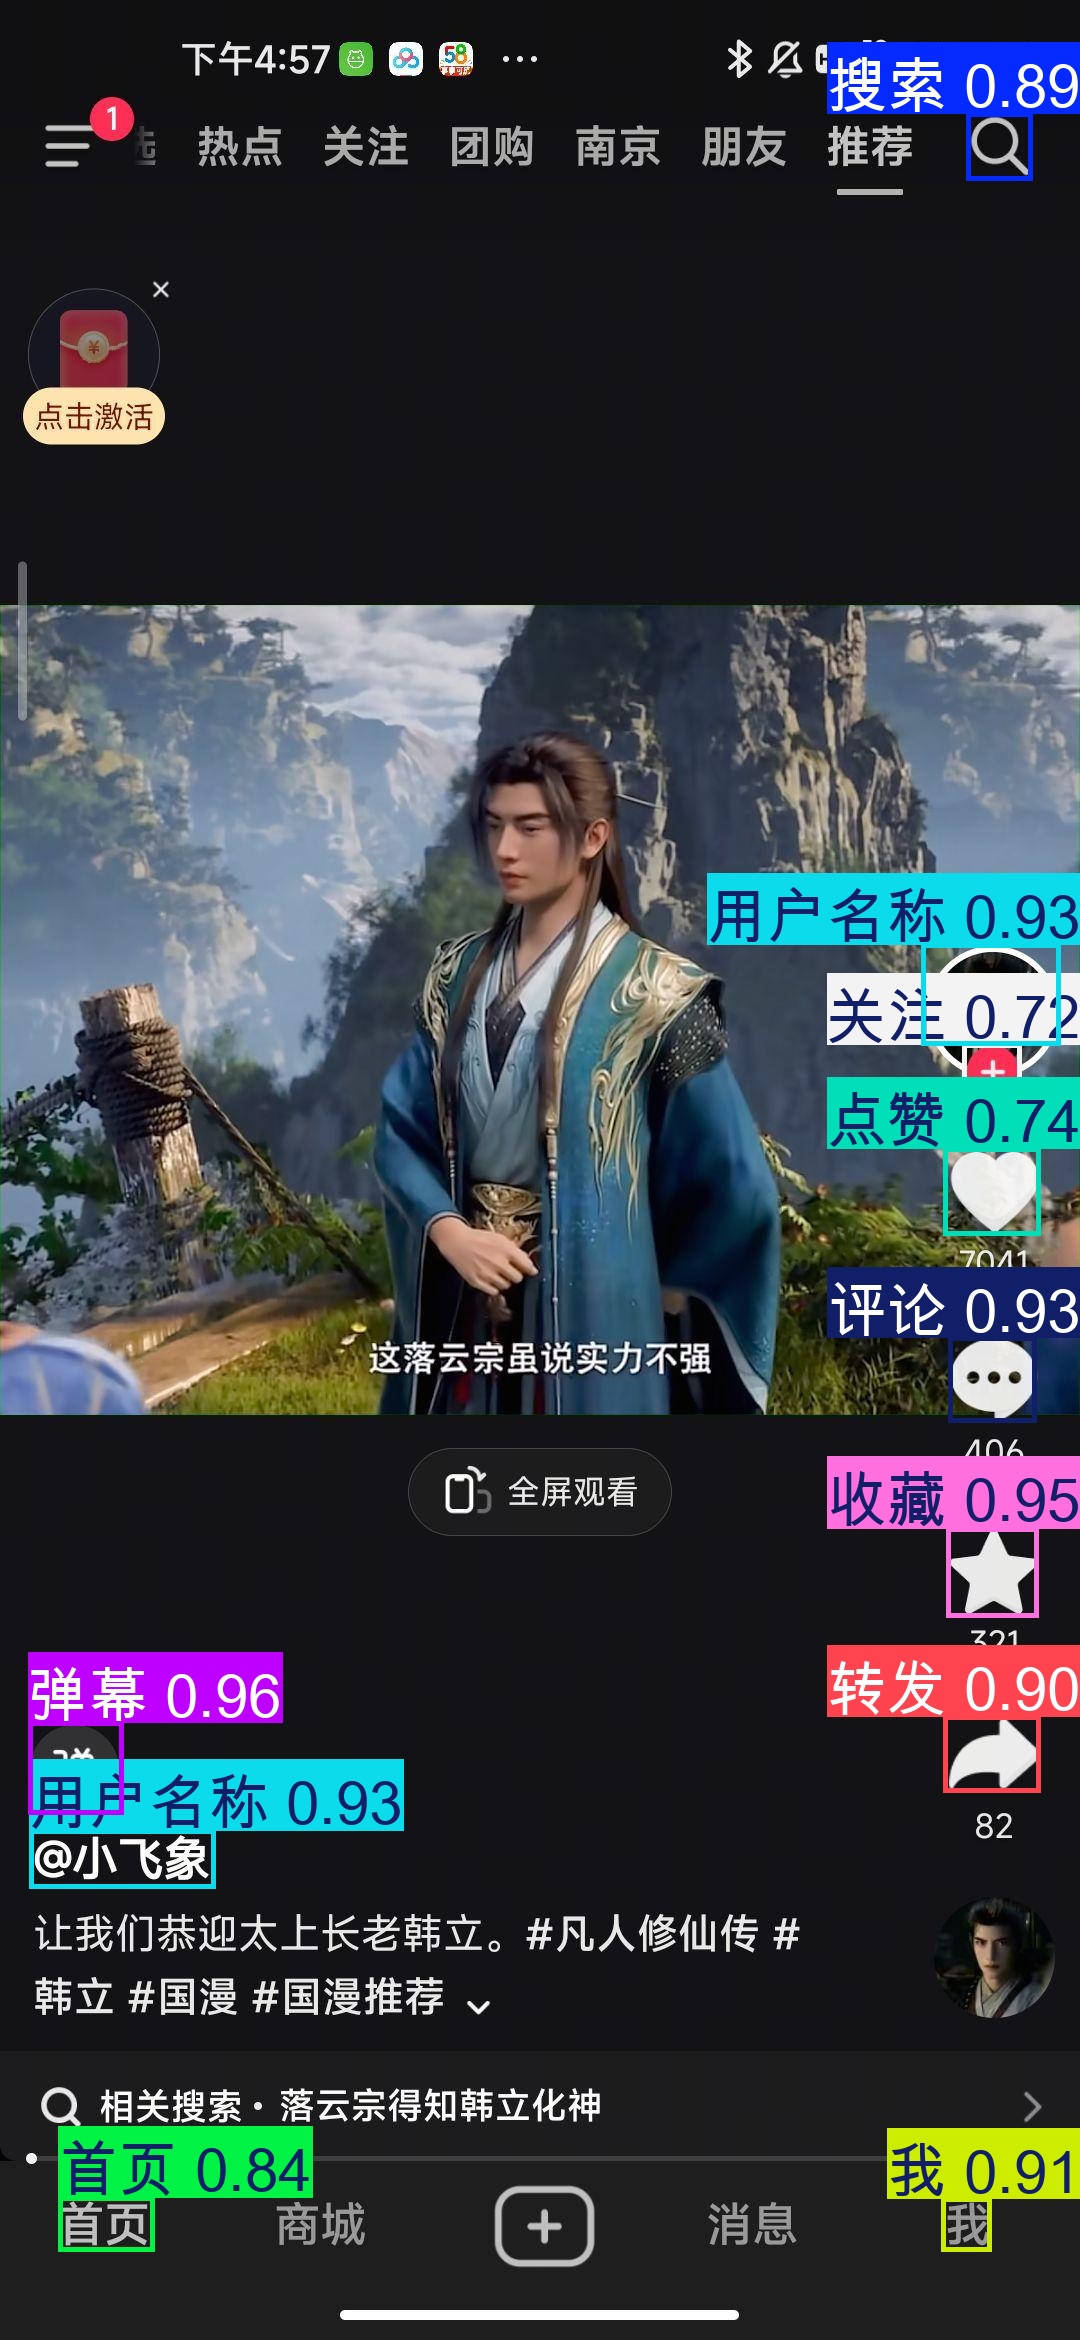 下午4:57 58 ···
搜索 0.89
1
热点 关注 团购 南京 朋友 推荐
点击激活
用户名称 0.93
关注 0.72
点赞 0.74
7041
这落云宗虽说实力不强
评论 0.93
406
全屏观看
收藏 0.95
321
弹幕 0.96
转发 0.90
用户名称 0.93
82
@小飞象
让我们恭迎太上长老韩立。#凡人修仙传 #
韩立 #国漫 #国漫推荐
相关搜索·落云宗得知韩立化神
首页 0.84
我 0.91
首页 商城 消息 我